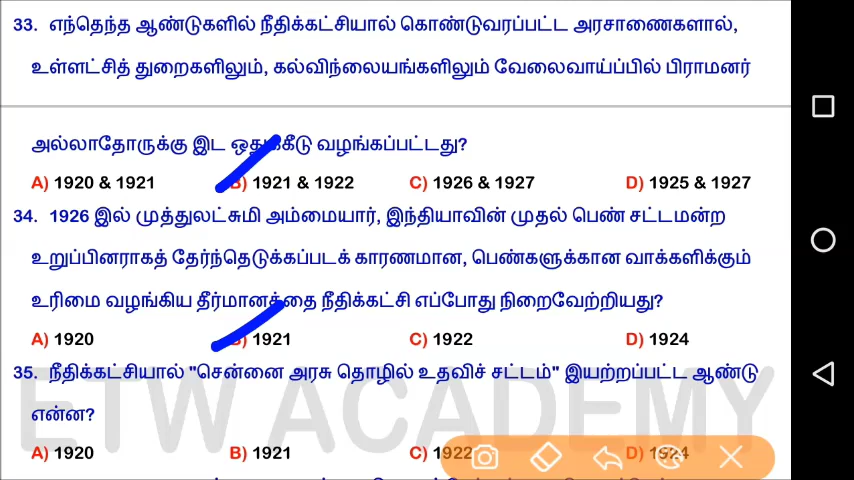 33. எந்தெந்த ஆண்டுகளில் நீதிக்கட்சியால் கொண்டுவரப்பட்ட அரசாணைகளால்,
உள்ளட்சித் துறைகளிலும், கல்விந்லையங்களிலும் வேலைவாய்ப்பில் பிராமனர்
அல்லாதோருக்கு இட ஒதுக்கீடு வழங்கப்பட்டது?
A) 1920 & 1921 B) 1921 & 1922 C) 1926 & 1927 D) 1925 & 1927
34. 1926 இல் முத்துலட்சுமி அம்மையார், இந்தியாவின் முதல் பெண் சட்டமன்ற
உறுப்பினராகத் தேர்ந்தெடுக்கப்படக் காரணமான, பெண்களுக்கான வாக்களிக்கும்
உரிமை வழங்கிய தீர்மானத்தை நீதிக்கட்சி எப்போது நிறைவேற்றியது?
A) 1920 B) 1921 C) 1922 D) 1924
35. நீதிக்கட்சியால் "சென்னை அரசு தொழில் உதவிச் சட்டம்" இயற்றப்பட்ட ஆண்டு
என்ன?
ETW ACADEMY
A) 1920 B) 1921 C) 1922 D) 1924